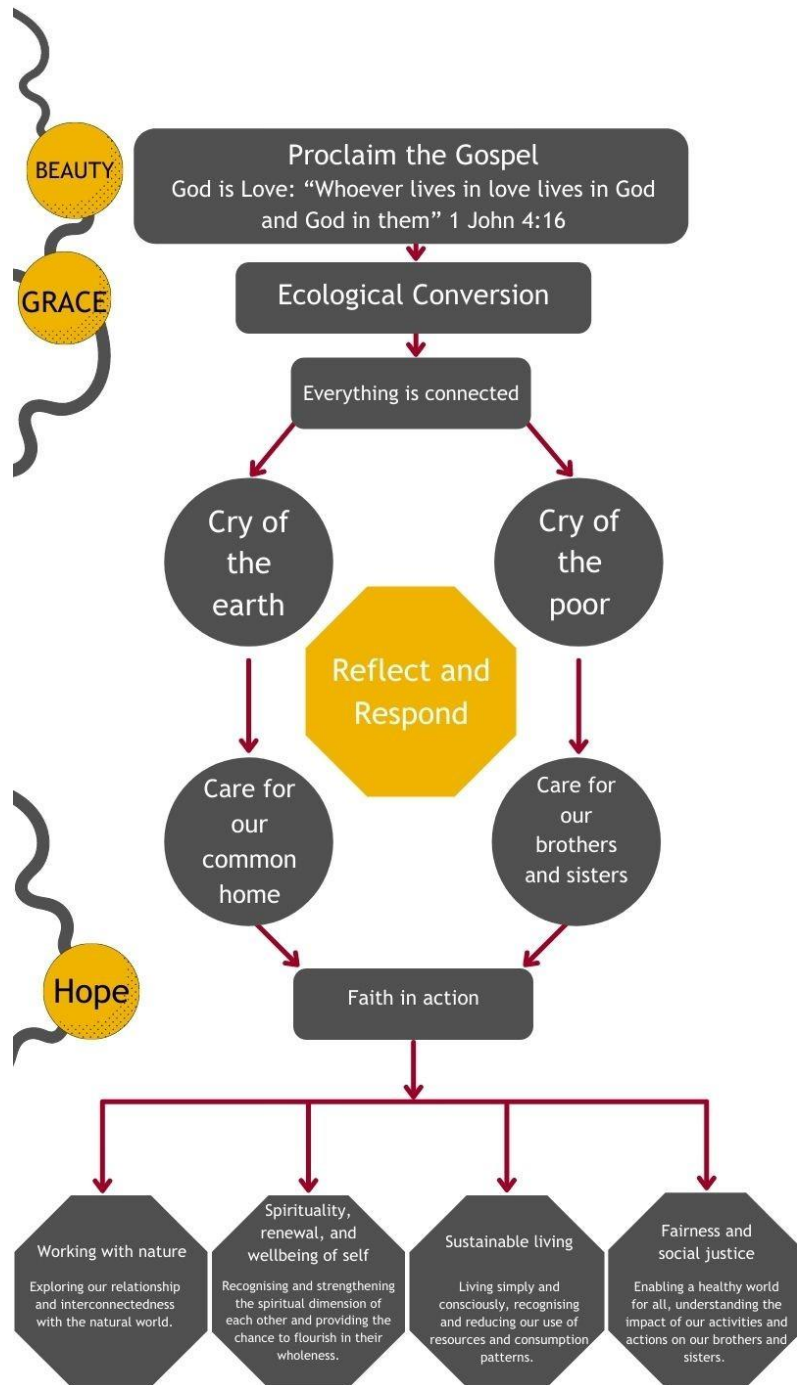 BEAUTY
GRACE
Proclaim the Gospel
God is Love: “Whoever lives in love lives in God
and God in them” 1 John 4:16
Ecological Conversion
Everything is connected
Cry of
the
earth
Cry of
the
poor
Reflect and
Respond
Care for
our
common
home
Care for
our
brothers
and sisters
Hope
Faith in action
Working with nature
Exploring our relationship
and interconnectedness
with the natural world.
Spirituality,
renewal, and
wellbeing of self
Recognising and strengthening
the spiritual dimension of
each other and providing the
chance to flourish in their
wholeness.
Sustainable living
Living simply and
consciously, recognising
and reducing our use of
resources and consumption
patterns.
Fairness and
social justice
Enabling a healthy world
for all, understanding the
impact of our activities and
actions on our brothers and
sisters.